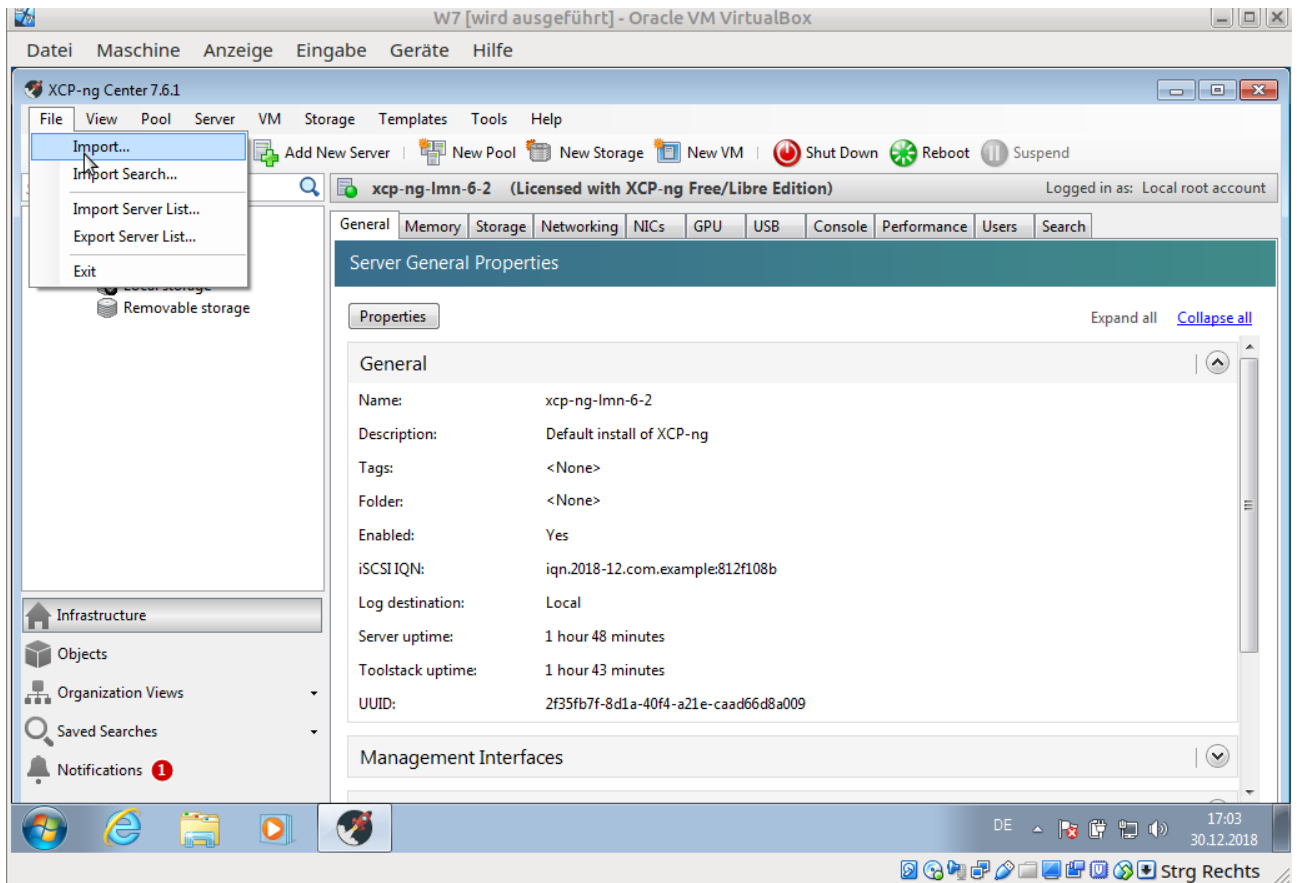 W7 [wird ausgeführt] - Oracle VM VirtualBox
Datei Maschine Anzeige Eingabe Geräte Hilfe
XCP-ng Center 7.6.1
File View Pool Server VM Storage Templates Tools Help
Import...
Import Search...
Import Server List...
Export Server List...
Exit
Add New Server New Pool New Storage New VM Shut Down Reboot Suspend
xcp-ng-lmn-6-2 (Licensed with XCP-ng Free/Libre Edition) Logged in as: Local root account
Removable storage
General Memory Storage Networking NICs GPU USB Console Performance Users Search
Server General Properties
Properties Expand all Collapse all
General
Name: xcp-ng-lmn-6-2
Description: Default install of XCP-ng
Tags: <None>
Folder: <None>
Enabled: Yes
iSCSI IQN: iqn.2018-12.com.example:812f108b
Log destination: Local
Server uptime: 1 hour 48 minutes
Toolstack uptime: 1 hour 43 minutes
UUID: 2f35fb7f-8d1a-40f4-a21e-caad66d8a009
Management Interfaces
Infrastructure
Objects
Organization Views
Saved Searches
Notifications 1
DE 17:03
30.12.2018
Strg Rechts